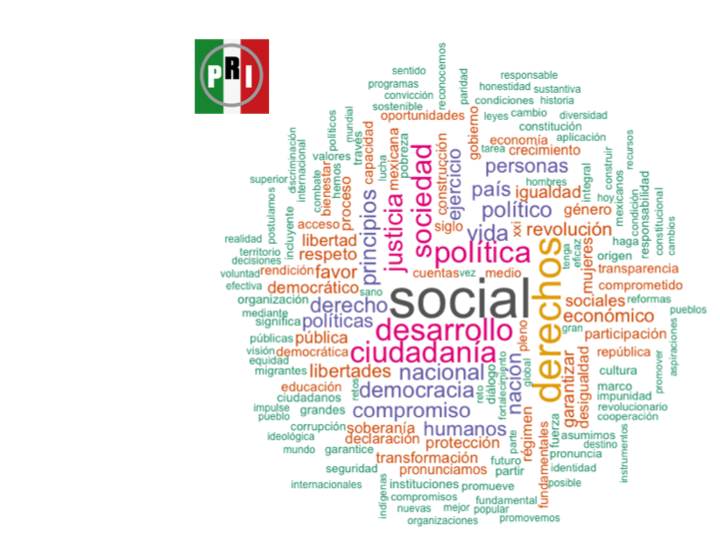 PRI
sentido
reconocemos
responsable
programas
paridad
honestidad
sustantiva
convicción
condiciones
historia
sostenible
oportunidades
gobierno
leyes
cambio
diversidad
políticos
mundial
través
capacidad
constitución
aplicación
mexicana
pobreza
construcción
economía
recursos
discriminación
internacional
valores
lucha
sociedad
ejercicio
tarea
crecimiento
construir
hemos
personas
integral
superior
combate
bienestar
proceso
país
hombres
igualdad
hoy
mexicanos
condición
responsabilidad
constitucional
postulamos
incluyente
principios
justicia
político
género
acceso
siglo
xxi
revolución
cambios
realidad
libertad
vida
haga
territorio
respeto
política
derechos
tenga
eficaz
mujeres
origen
decisiones
voluntad
rendición
favor
cuentas
vez
medio
transparencia
efectiva
democrático
sano
social
comprometido
organización
derecho
sociales
reformas
mediante
económico
pueblos
significa
políticas
desarrollo
pleno
gran
participación
públicas
pública
visión
democrática
ciudadanía
república
equidad
migrantes
libertades
nacional
diálogo
fortalecimiento
nación
global
garantizar
desigualdad
cultura
promover
aspiraciones
educación
retos
democracia
reto
marco
ciudadanos
impunidad
impulso
grandes
compromiso
revolucionario
pueblo
cooperación
corrupción
soberanía
humanos
régimen
fuerza
ideológica
declaración
protección
parte
fundamentales
asumimos
destino
mundo
garantice
transformación
futuro
pronuncia
instrumentos
seguridad
pronunciamos
partir
identidad
internacionales
indígenas
instituciones
promueve
posible
compromisos
fundamental
nuevas
mejor
popular
organizaciones
promovemos